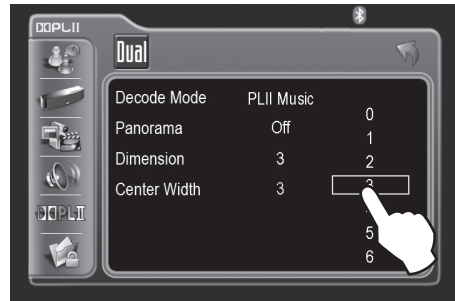 DDPLII
Dual
Decode Mode PLII Music
Panorama Off
Dimension 3
Center Width 3
0
1
2
3
5
6
DDPLII